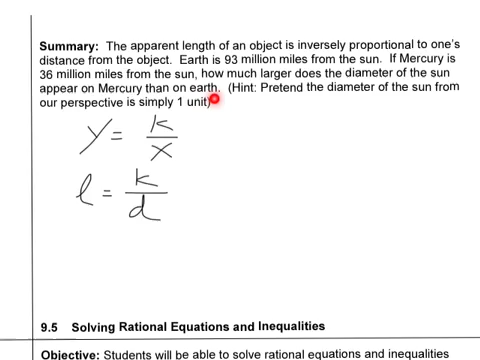 Summary: The apparent length of an object is inversely proportional to one's
distance from the object. Earth is 93 million miles from the sun. If Mercury is
36 million miles from the sun, how much larger does the diameter of the sun
appear on Mercury than on earth. (Hint: Pretend the diameter of the sun from
our perspective is simply 1 unit)
y = k/x
l = k/d
9.5 Solving Rational Equations and Inequalities
Objective: Students will be able to solve rational equations and inequalities